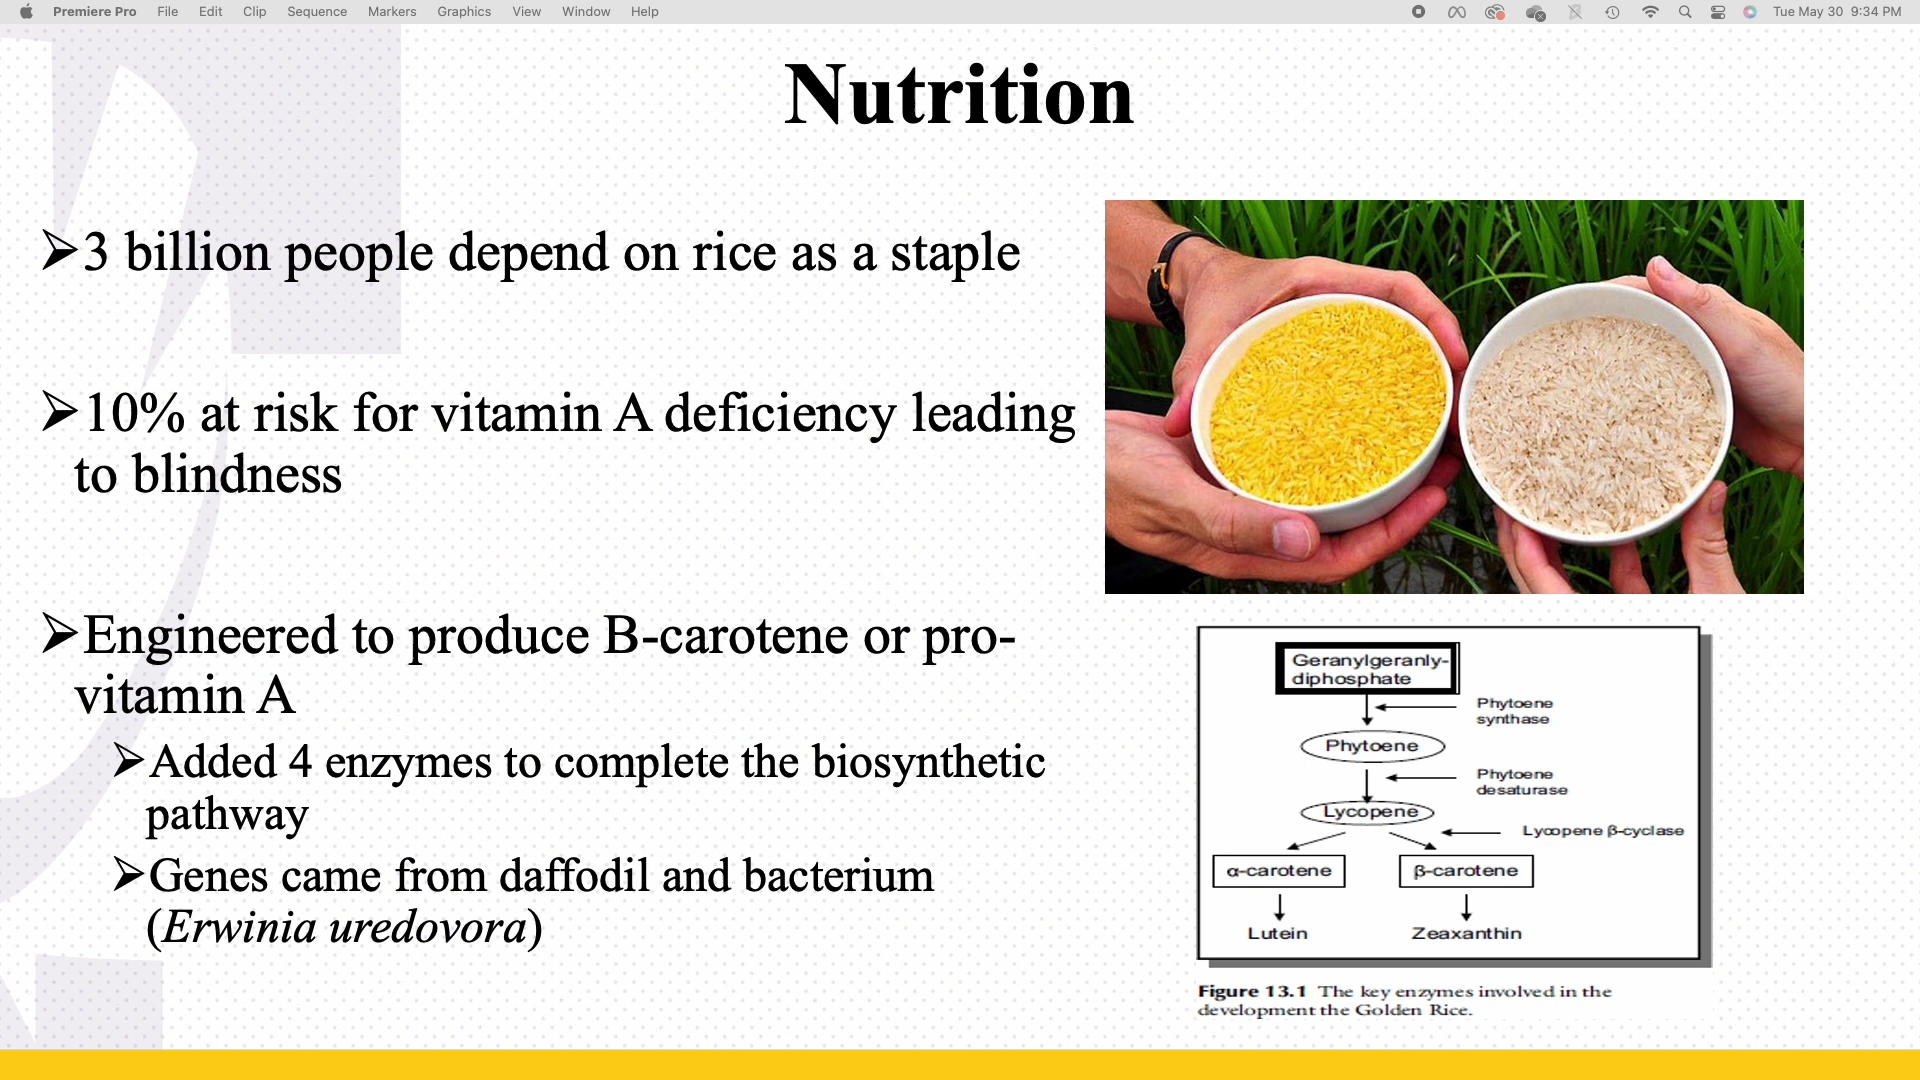 Premiere Pro File Edit Clip Sequence Markers Graphics View Window Help Tue May 30 9:34 PM
Nutrition
➢3 billion people depend on rice as a staple
➢10% at risk for vitamin A deficiency leading
to blindness
➢Engineered to produce B-carotene or pro-
vitamin A
➢Added 4 enzymes to complete the biosynthetic
pathway
➢Genes came from daffodil and bacterium
(Erwinia uredovora)
Geranylgeranly-
diphosphate
Phytoene
synthase
Phytoene
Phytoene
desaturase
Lycopene
Lycopene β-cyclase
α-carotene β-carotene
Lutein Zeaxanthin
Figure 13.1 The key enzymes involved in the
development the Golden Rice.